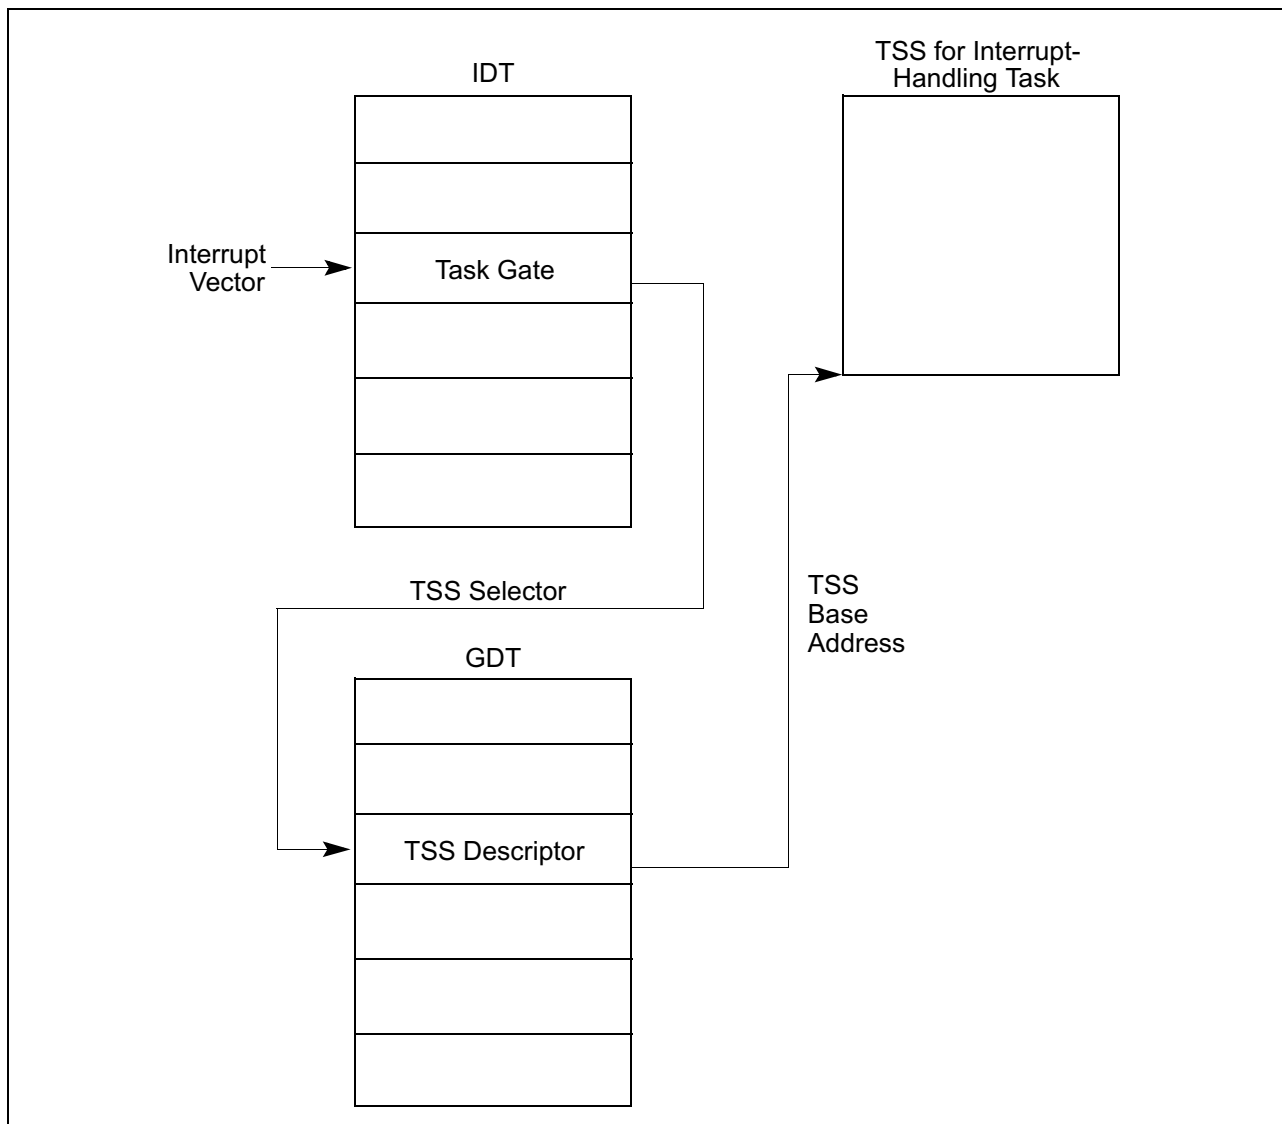 IDT
TSS for Interrupt-
Handling Task
Interrupt
Vector
Task Gate
TSS Selector
TSS
Base
Address
GDT
TSS Descriptor